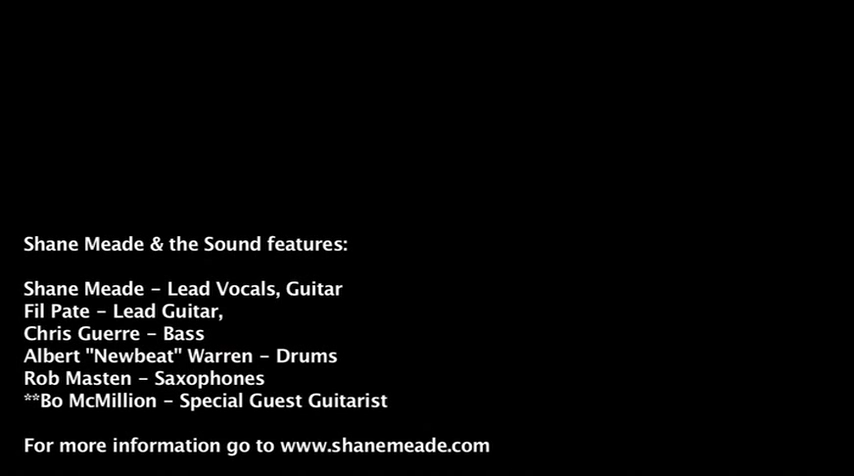 Shane Meade & the Sound features:
Shane Meade - Lead Vocals, Guitar
Fil Pate - Lead Guitar,
Chris Guerre - Bass
Albert "Newbeat" Warren - Drums
Rob Masten - Saxophones
**Bo McMillion - Special Guest Guitarist
For more information go to www.shanemeade.com